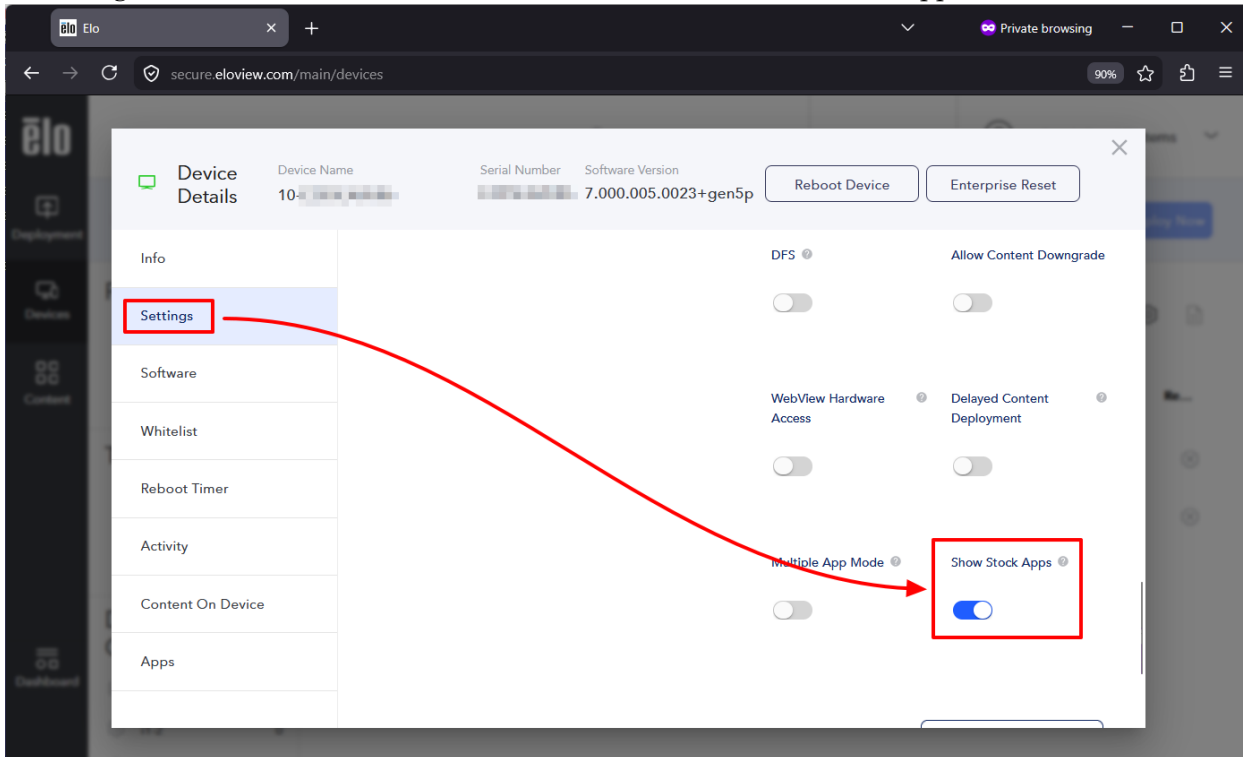 elo Elo
Private browsing
secure.eloview.com/main/devices
90%
ēlo
Device Details
Device Name
10-
Serial Number
Software Version
7.000.005.0023+gen5p
Reboot Device
Enterprise Reset
Deployment
Devices
Content
Dashboard
Info
Settings
Software
Whitelist
Reboot Timer
Activity
Content On Device
Apps
DFS
Allow Content Downgrade
WebView Hardware
Access
Delayed Content
Deployment
Multiple App Mode
Show Stock Apps